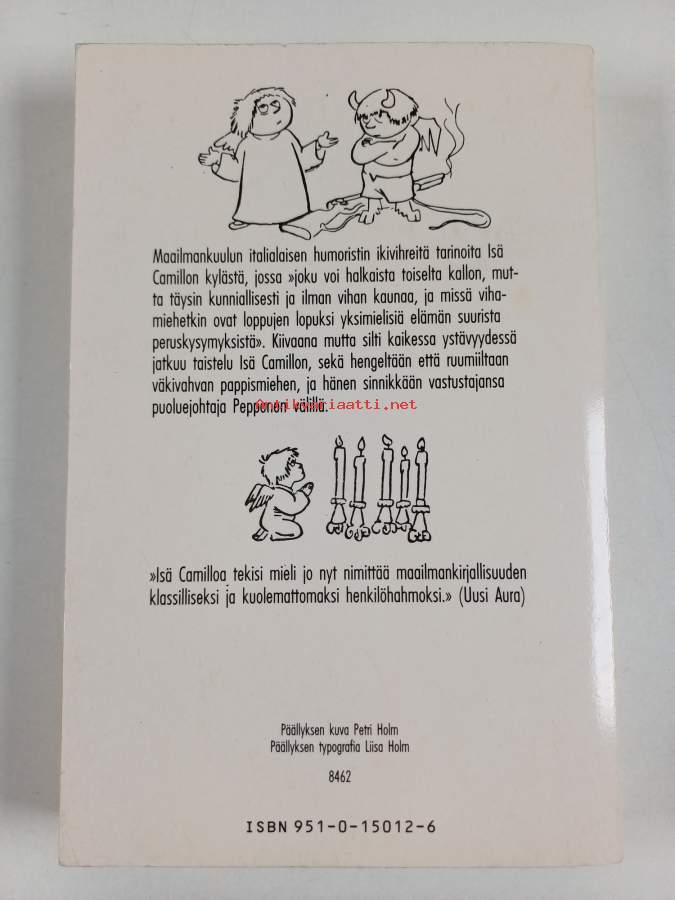 Maailmankuulun italialaisen humoristin ikivihreitä tarinoita Isä
Camillon kylästä, jossa »joku voi halkaista toiselta kallon, mut-
ta täysin kunniallisesti ja ilman vihan kaunaa, ja missä viha-
miehetkin ovat loppujen lopuksi yksimielisiä elämän suurista
peruskysymyksistä». Kiivaana mutta silti kaikessa ystävyydessä
jatkuu taistelu Isä Camillon, sekä hengeltään että ruumiiltaan
väkivahvan pappismiehen, ja hänen sinnikkään vastustajansa
puoluejohtaja Pepponen välillä.
Antikvariaatti.net
»Isä Camilloa tekisi mieli jo nyt nimittää maailmankirjallisuuden
klassilliseksi ja kuolemattomaksi henkilöhahmoksi.» (Uusi Aura)
Päällyksen kuva Petri Holm
Päällyksen typografia Liisa Holm
8462
ISBN 951-0-15012-6